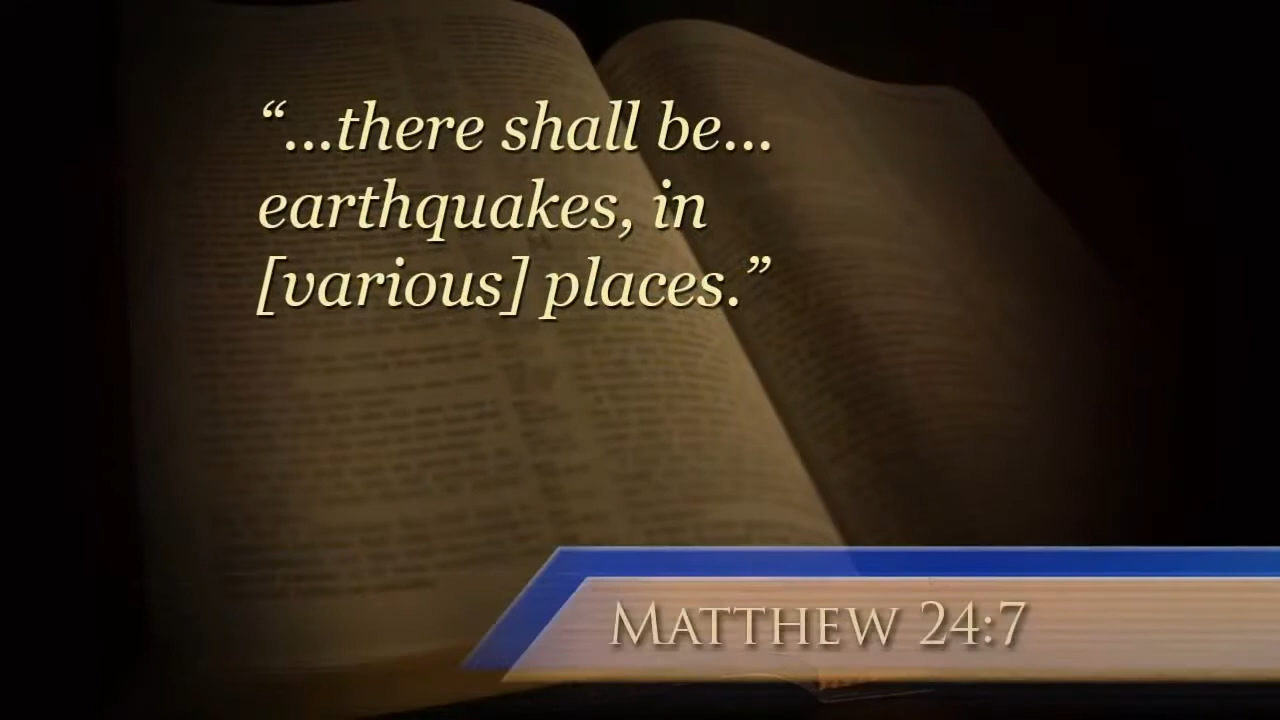 “...there shall be...
earthquakes, in
[various] places.”
MATTHEW 24:7